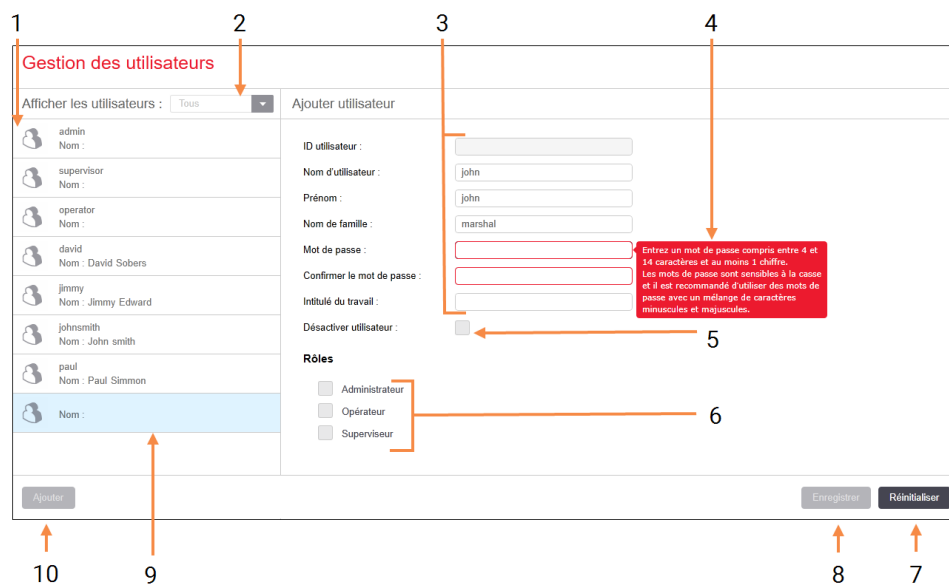 1 2 3 4
Gestion des utilisateurs
Afficher les utilisateurs : Tous
Ajouter utilisateur
admin
Nom :
supervisor
Nom :
operator
Nom :
david
Nom : David Sobers
jimmy
Nom : Jimmy Edward
johnsmith
Nom : John smith
paul
Nom : Paul Simmon
Nom :
ID utilisateur :
Nom d'utilisateur : john
Prénom : john
Nom de famille : marshal
Mot de passe :
Confirmer le mot de passe :
Intitulé du travail :
Désactiver utilisateur :
Entrez un mot de passe compris entre 4 et
14 caractères et au moins 1 chiffre.
Les mots de passe sont sensibles à la casse
et il est recommandé d'utiliser des mots de
passe avec un mélange de caractères
minuscules et majuscules.
5
Rôles
Administrateur
Opérateur
Superviseur
6
Ajouter
Enregistrer
Réinitialiser
10 9 8 7